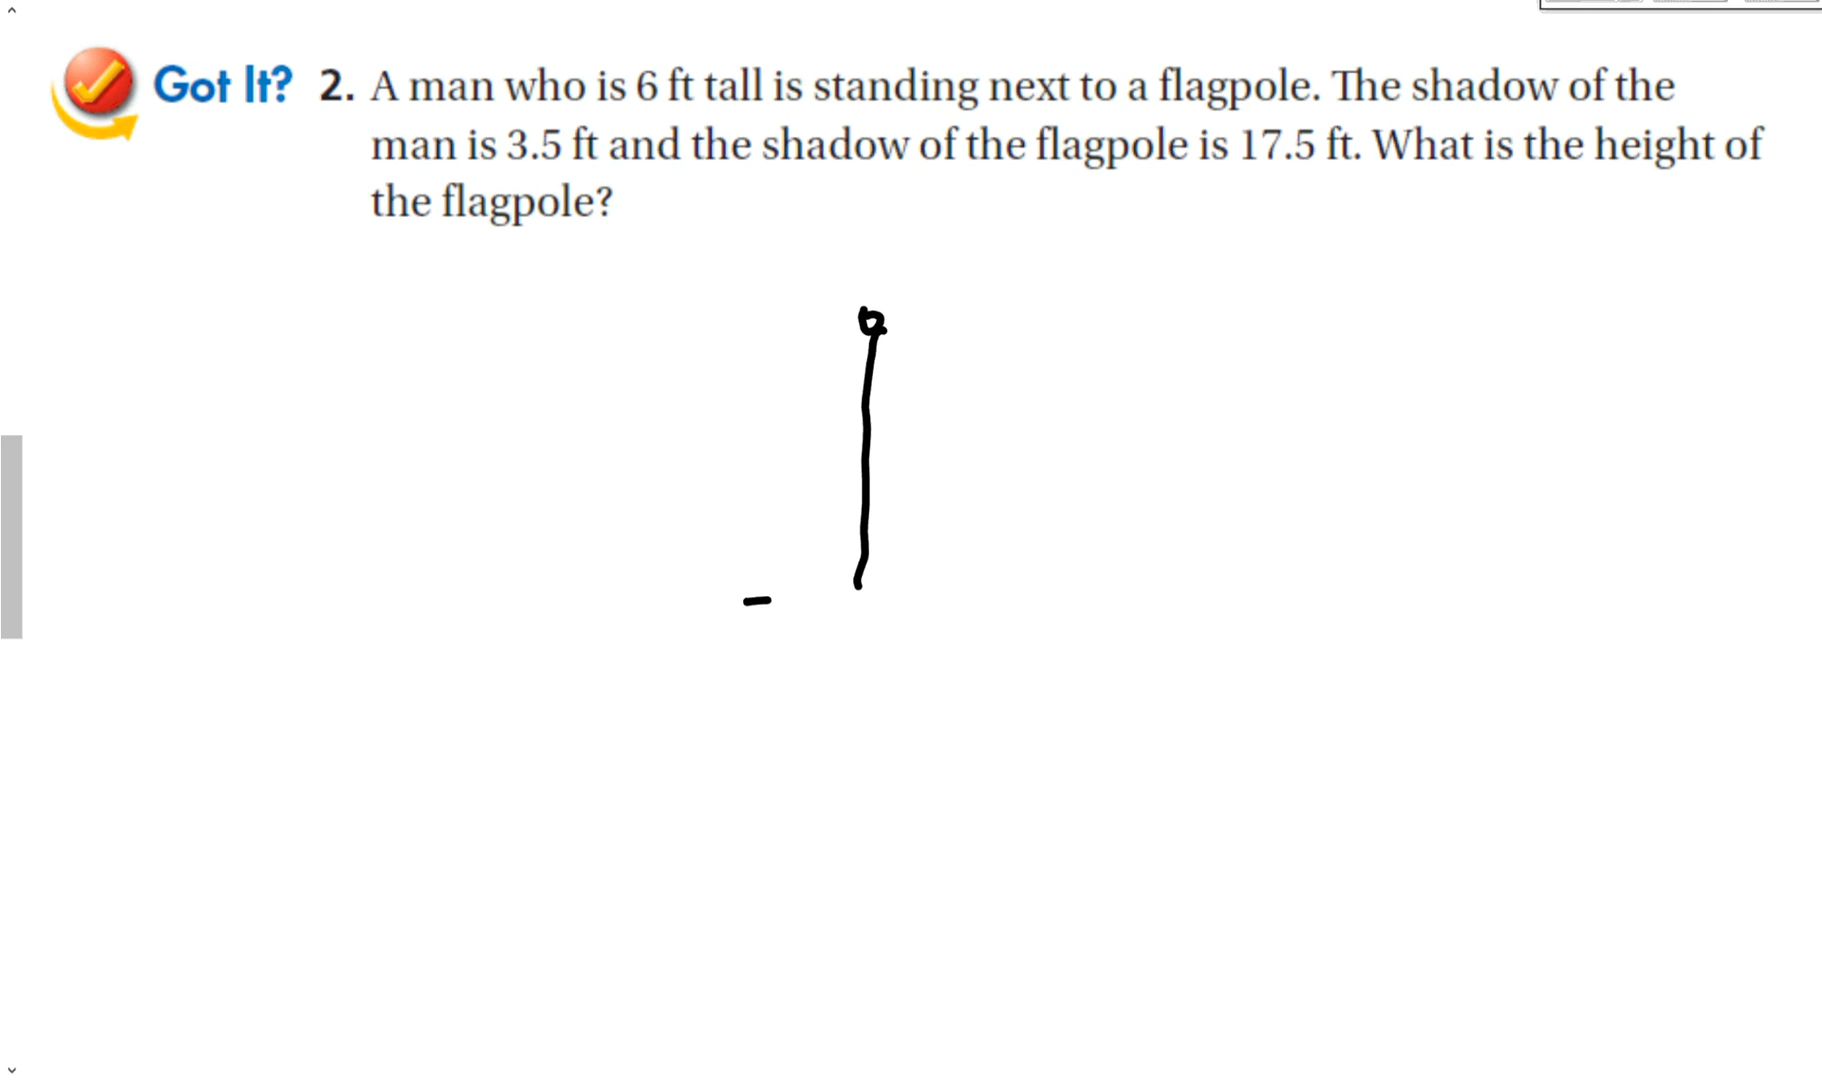 Got It? 2. A man who is 6 ft tall is standing next to a flagpole. The shadow of the
man is 3.5 ft and the shadow of the flagpole is 17.5 ft. What is the height of
the flagpole?